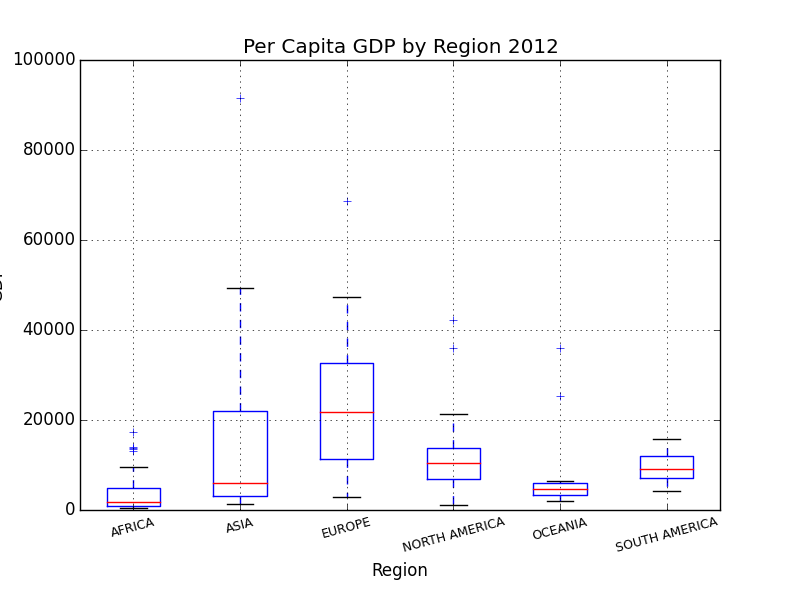 Per Capita GDP by Region 2012
100000
80000
60000
40000
20000
0
AFRICA
ASIA
EUROPE
NORTH AMERICA
OCEANIA
SOUTH AMERICA
Region